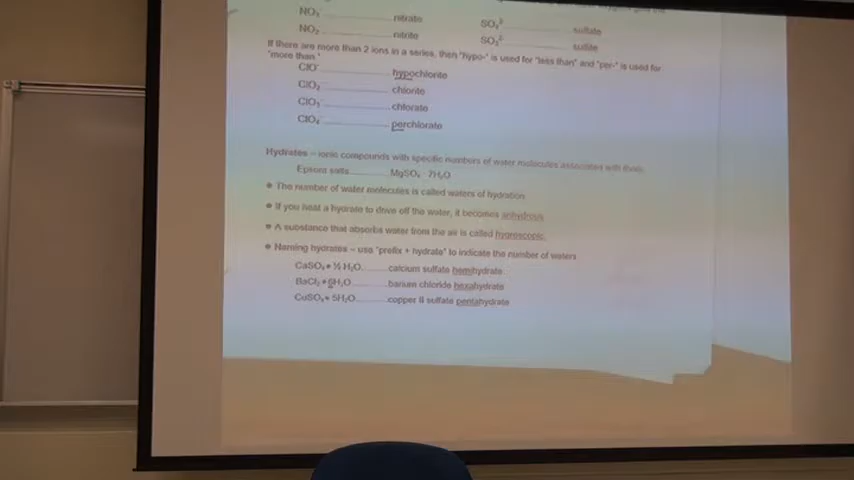 NO₃⁻ nitrate SO₄² sulfate
NO₂⁻ nitrite SO₃² sulfite
If there are more than 2 ions in a series, then "hypo-" is used for "less than" and "per-" is used for
"more than "
ClO⁻ hypochlorite
ClO₂⁻ chlorite
ClO₃⁻ chlorate
ClO₄⁻ perchlorate
Hydrates – ionic compounds with specific numbers of water molecules associated with them
Epsom salts MgSO₄ · 7H₂O
● The number of water molecules is called waters of hydration
● If you heat a hydrate to drive off the water, it becomes anhydrous
● A substance that absorbs water from the air is called hygroscopic.
● Naming hydrates – use "prefix + hydrate" to indicate the number of waters
CaSO₄• ½ H₂O calcium sulfate hemihydrate
BaCl₂ • 6H₂O barium chloride hexahydrate
CuSO₄• 5H₂O copper II sulfate pentahydrate